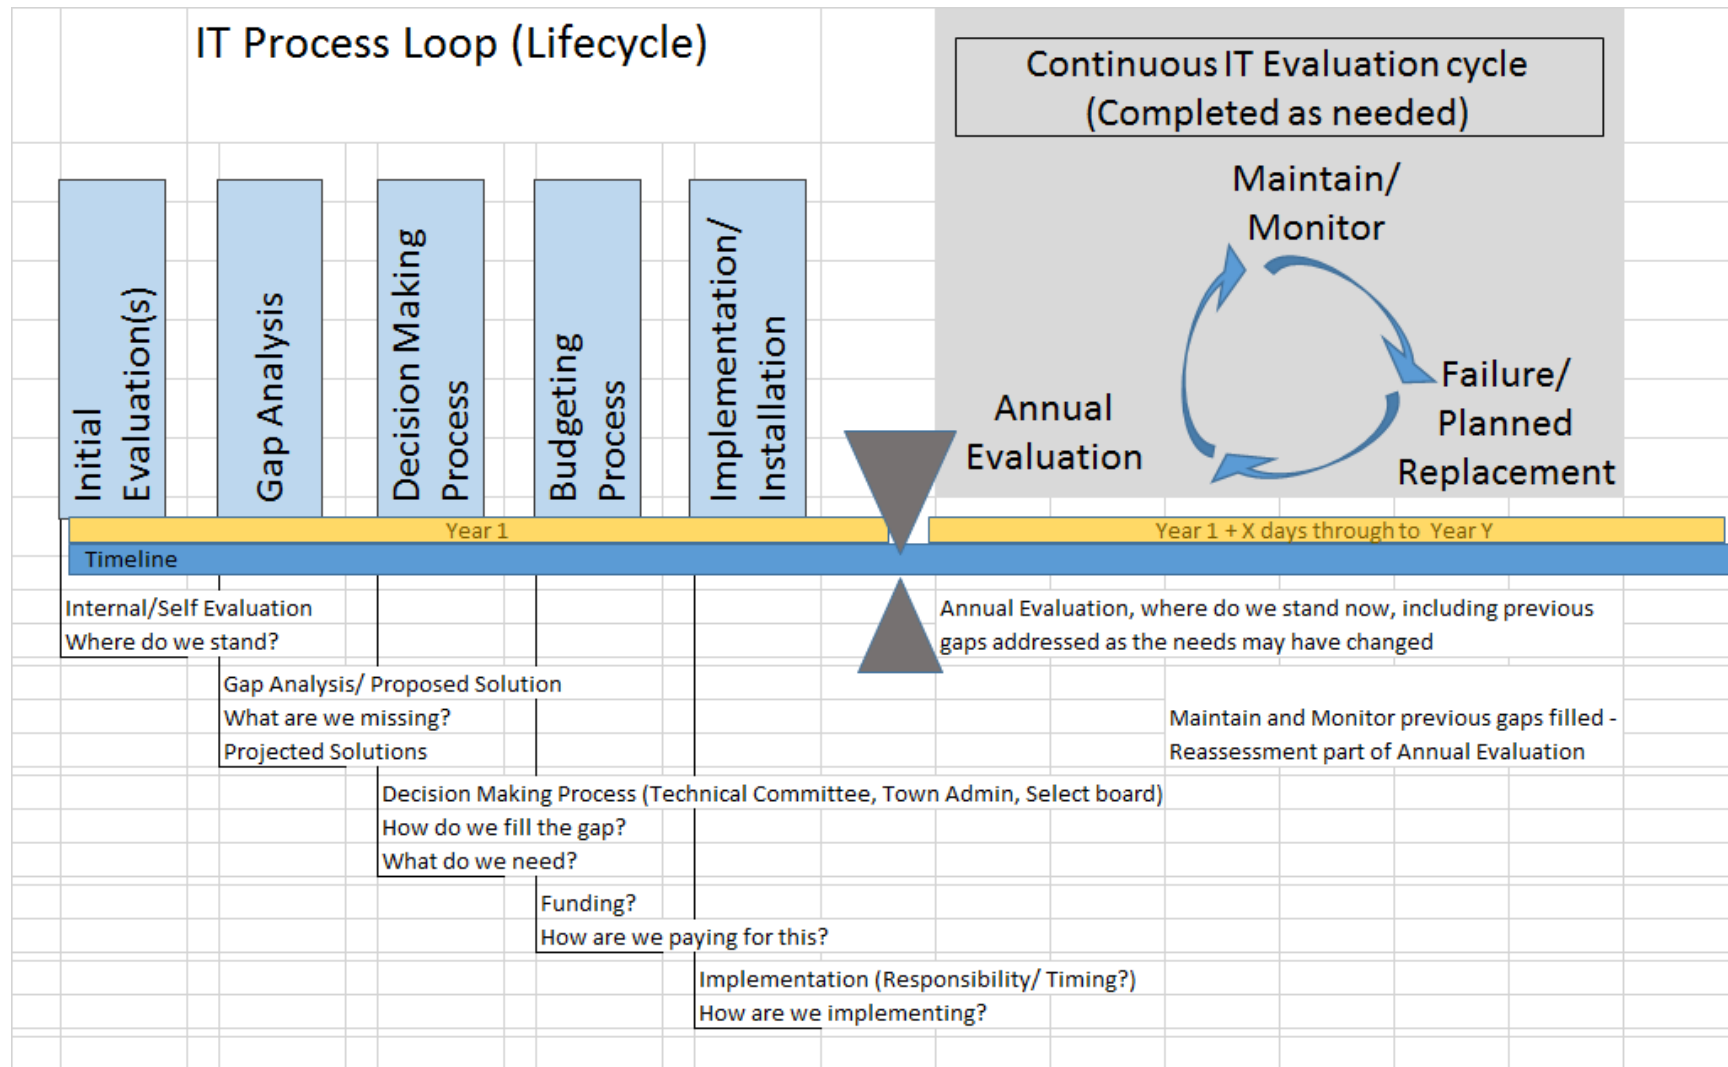 IT Process Loop (Lifecycle)
Continuous IT Evaluation cycle
(Completed as needed)
Maintain/
Monitor
Failure/
Planned
Replacement
Annual
Evaluation
Initial
Evaluation(s)
Gap Analysis
Decision Making
Process
Budgeting
Process
Implementation/
Installation
Year 1
Year 1 + X days through to Year Y
Timeline
Internal/Self Evaluation
Where do we stand?
Gap Analysis/ Proposed Solution
What are we missing?
Projected Solutions
Decision Making Process (Technical Committee, Town Admin, Select board)
How do we fill the gap?
What do we need?
Funding?
How are we paying for this?
Implementation (Responsibility/ Timing?)
How are we implementing?
Annual Evaluation, where do we stand now, including previous
gaps addressed as the needs may have changed
Maintain and Monitor previous gaps filled -
Reassessment part of Annual Evaluation